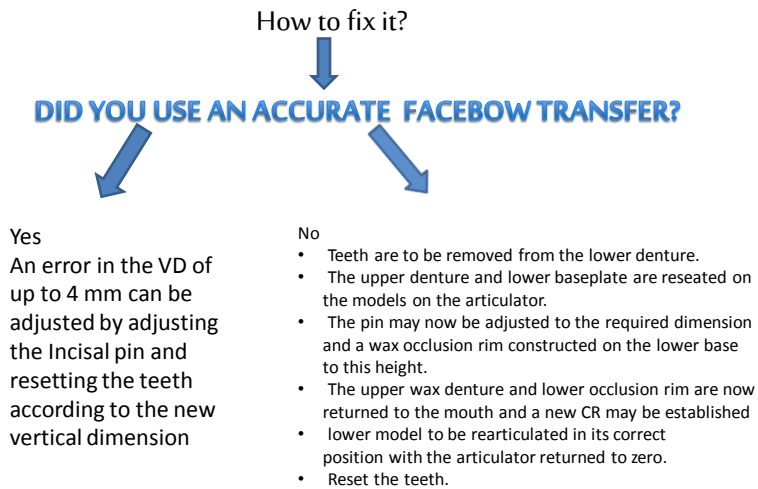 How to fix it?
DID YOU USE AN ACCURATE FACEBOW TRANSFER?
Yes
An error in the VD of
up to 4 mm can be
adjusted by adjusting
the Incisal pin and
resetting the teeth
according to the new
vertical dimension
No
• Teeth are to be removed from the lower denture.
• The upper denture and lower baseplate are reseated on
the models on the articulator.
• The pin may now be adjusted to the required dimension
and a wax occlusion rim constructed on the lower base
to this height.
• The upper wax denture and lower occlusion rim are now
returned to the mouth and a new CR may be established
• lower model to be rearticulated in its correct
position with the articulator returned to zero.
• Reset the teeth.